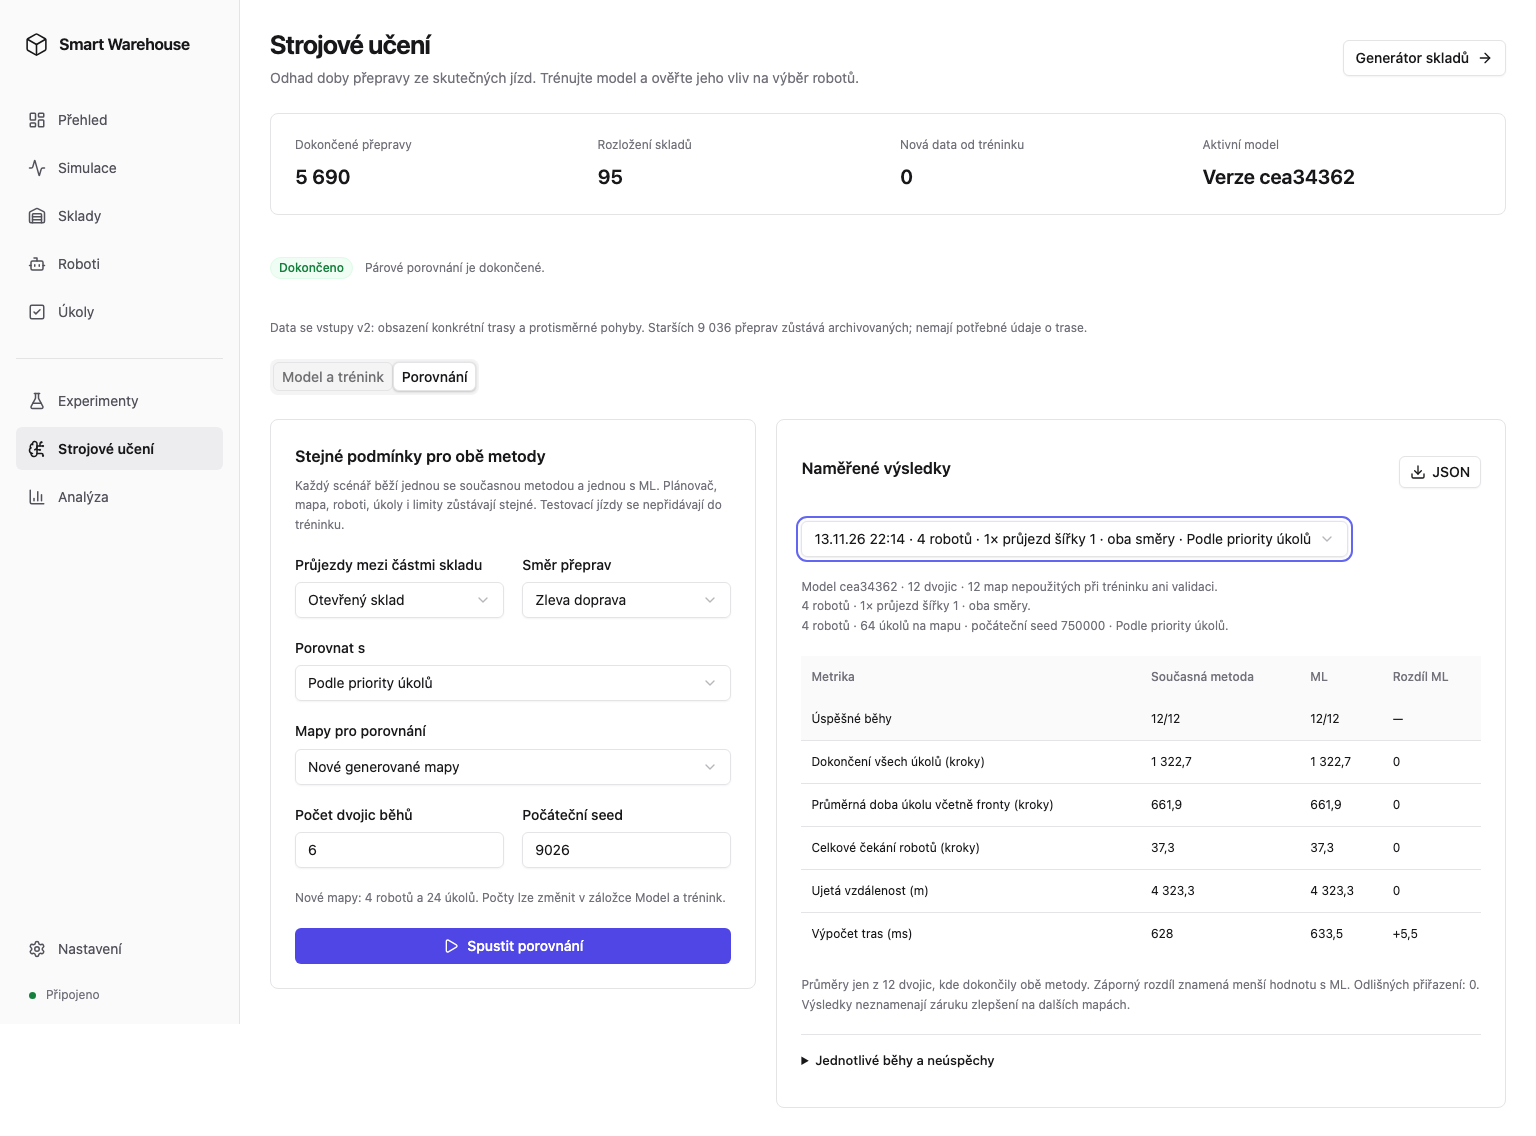 Smart Warehouse
Přehled
Simulace
Sklady
Roboti
Úkoly
Experimenty
Strojové učení
Analýza
Nastavení
Připojeno
Strojové učení
Odhad doby přepravy ze skutečných jízd. Trénujte model a ověřte jeho vliv na výběr robotů.
Generátor skladů
Dokončené přepravy
5 690
Rozložení skladů
95
Nová data od tréninku
0
Aktivní model
Verze cea34362
Dokončeno Párové porovnání je dokončené.
Data se vstupy v2: obsazení konkrétní trasy a protisměrné pohyby. Starších 9 036 přeprav zůstává archivovaných; nemají potřebné údaje o trase.
Model a trénink Porovnání
Stejné podmínky pro obě metody
Každý scénář běží jednou se současnou metodou a jednou s ML. Plánovač,
mapa, roboti, úkoly i limity zůstávají stejné. Testovací jízdy se nepřidávají do
tréninku.
Průjezdy mezi částmi skladu Směr přeprav
Otevřený sklad Zleva doprava
Porovnat s
Podle priority úkolů
Mapy pro porovnání
Nové generované mapy
Počet dvojic běhů Počáteční seed
6 9026
Nové mapy: 4 robotů a 24 úkolů. Počty lze změnit v záložce Model a trénink.
Spustit porovnání
Naměřené výsledky
JSON
13.11.26 22:14 · 4 robotů · 1× průjezd šířky 1 · oba směry · Podle priority úkolů
Model cea34362 · 12 dvojic · 12 map nepoužitých při tréninku ani validaci.
4 robotů · 1× průjezd šířky 1 · oba směry.
4 robotů · 64 úkolů na mapu · počáteční seed 750000 · Podle priority úkolů.
Metrika Současná metoda ML Rozdíl ML
Úspěšné běhy 12/12 12/12 —
Dokončení všech úkolů (kroky) 1 322,7 1 322,7 0
Průměrná doba úkolu včetně fronty (kroky) 661,9 661,9 0
Celkové čekání robotů (kroky) 37,3 37,3 0
Ujetá vzdálenost (m) 4 323,3 4 323,3 0
Výpočet tras (ms) 628 633,5 +5,5
Průměry jen z 12 dvojic, kde dokončily obě metody. Záporný rozdíl znamená menší hodnotu s ML. Odlišných přiřazení: 0.
Výsledky neznamenají záruku zlepšení na dalších mapách.
Jednotlivé běhy a neúspěchy